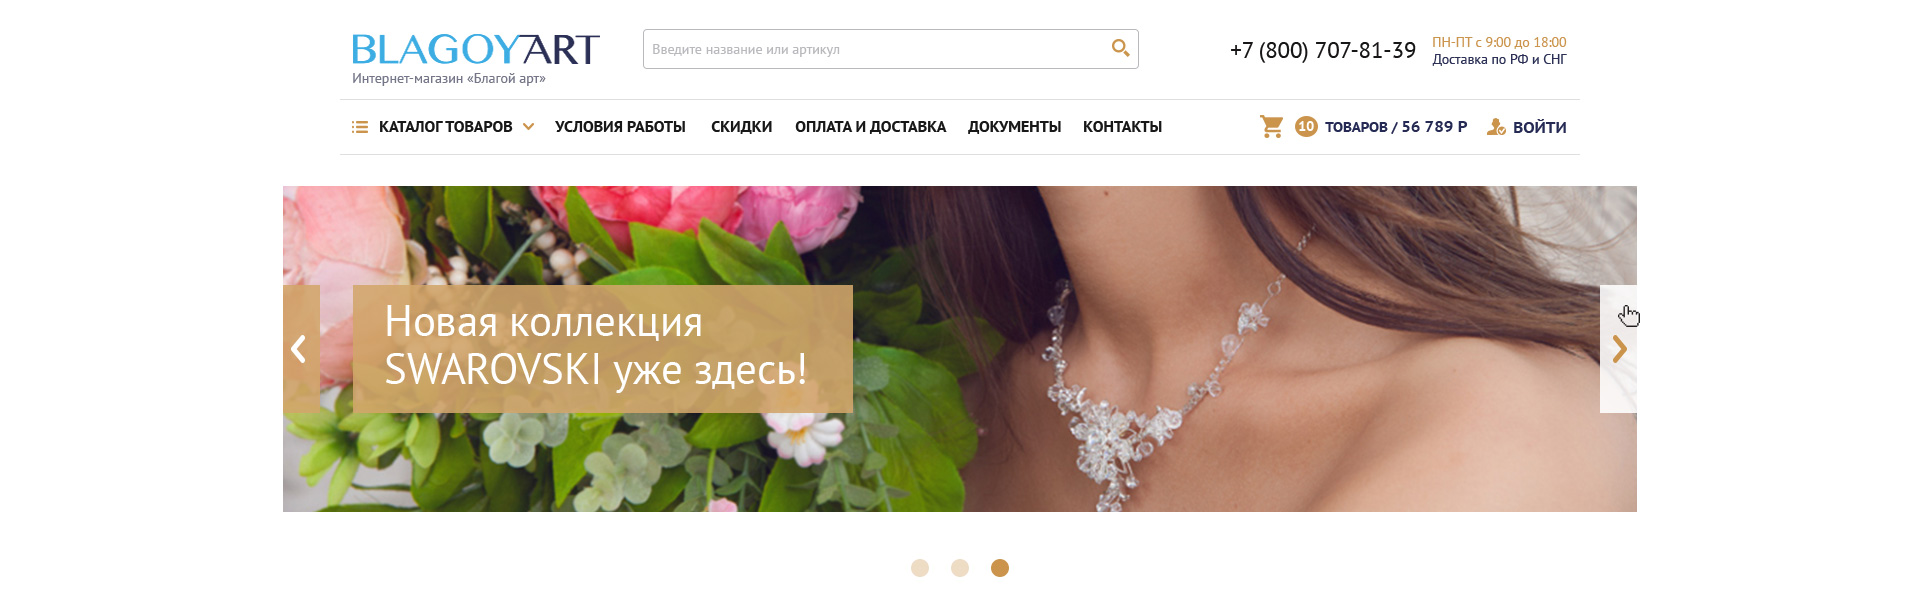 BLAGOYART
Интернет-магазин «Благой арт»
Введите название или артикул
+7 (800) 707-81-39
ПН-ПТ с 9:00 до 18:00
Доставка по РФ и СНГ
КАТАЛОГ ТОВАРОВ УСЛОВИЯ РАБОТЫ СКИДКИ ОПЛАТА И ДОСТАВКА ДОКУМЕНТЫ КОНТАКТЫ 10 ТОВАРОВ / 56 789 Р ВОЙТИ
Новая коллекция
SWAROVSKI уже здесь!